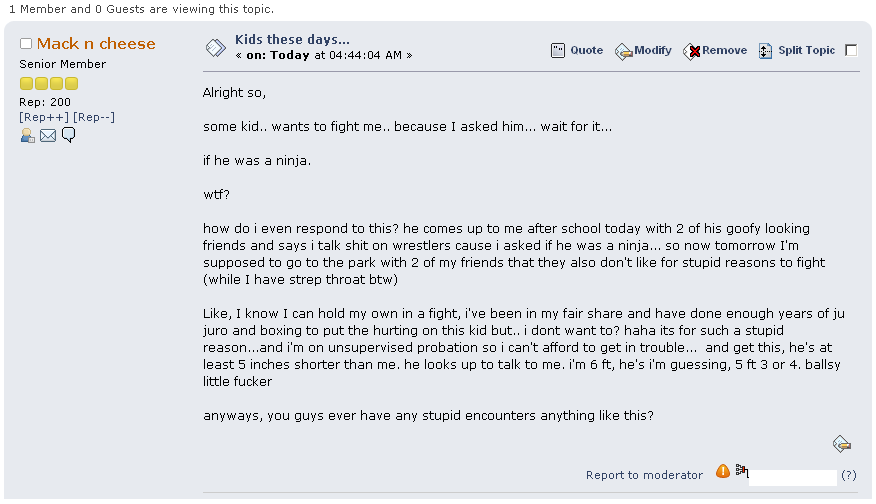 1 Member and 0 Guests are viewing this topic.
Mack n cheese
Senior Member
Rep: 200
[Rep++] [Rep--]
Kids these days...
« on: Today at 04:44:04 AM »
Quote Modify Remove Split Topic
Alright so,
some kid.. wants to fight me.. because I asked him... wait for it...
if he was a ninja.
wtf?
how do i even respond to this? he comes up to me after school today with 2 of his goofy looking
friends and says i talk shit on wrestlers cause i asked if he was a ninja... so now tomorrow I'm
supposed to go to the park with 2 of my friends that they also don't like for stupid reasons to fight
(while I have strep throat btw)
Like, I know I can hold my own in a fight, i've been in my fair share and have done enough years of ju
juro and boxing to put the hurting on this kid but.. i dont want to? haha its for such a stupid
reason...and i'm on unsupervised probation so i can't afford to get in trouble...  and get this, he's at
least 5 inches shorter than me. he looks up to talk to me. i'm 6 ft, he's i'm guessing, 5 ft 3 or 4. ballsy
little fucker
anyways, you guys ever have any stupid encounters anything like this?
Report to moderator (?)